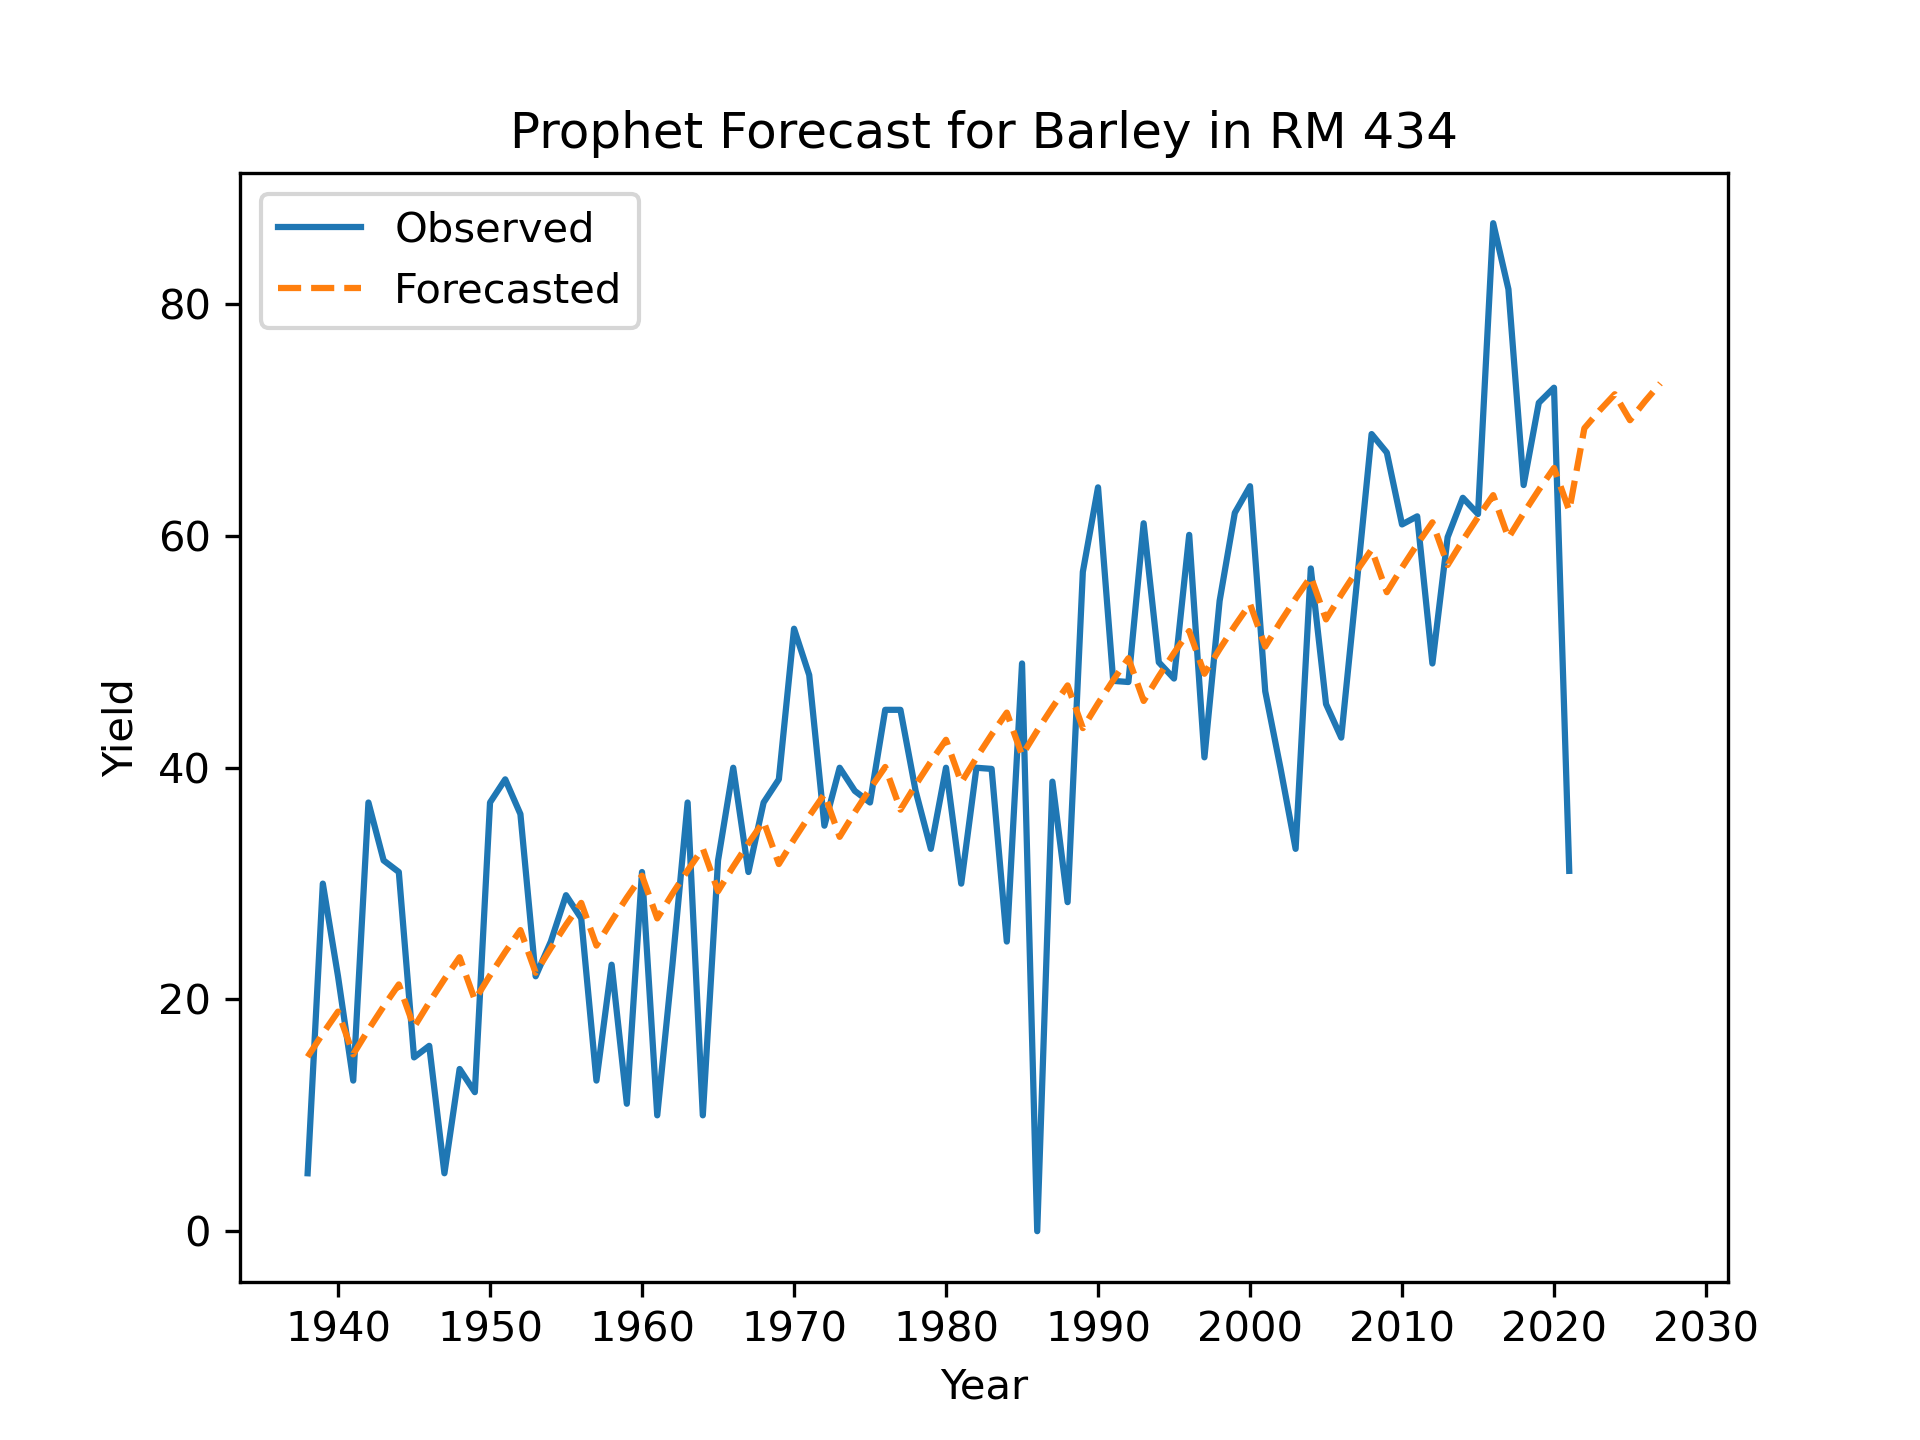 Prophet Forecast for Barley in RM 434
Observed
Forecasted
80
60
40
20
0
Yield
1940 1950 1960 1970 1980 1990 2000 2010 2020 2030
Year